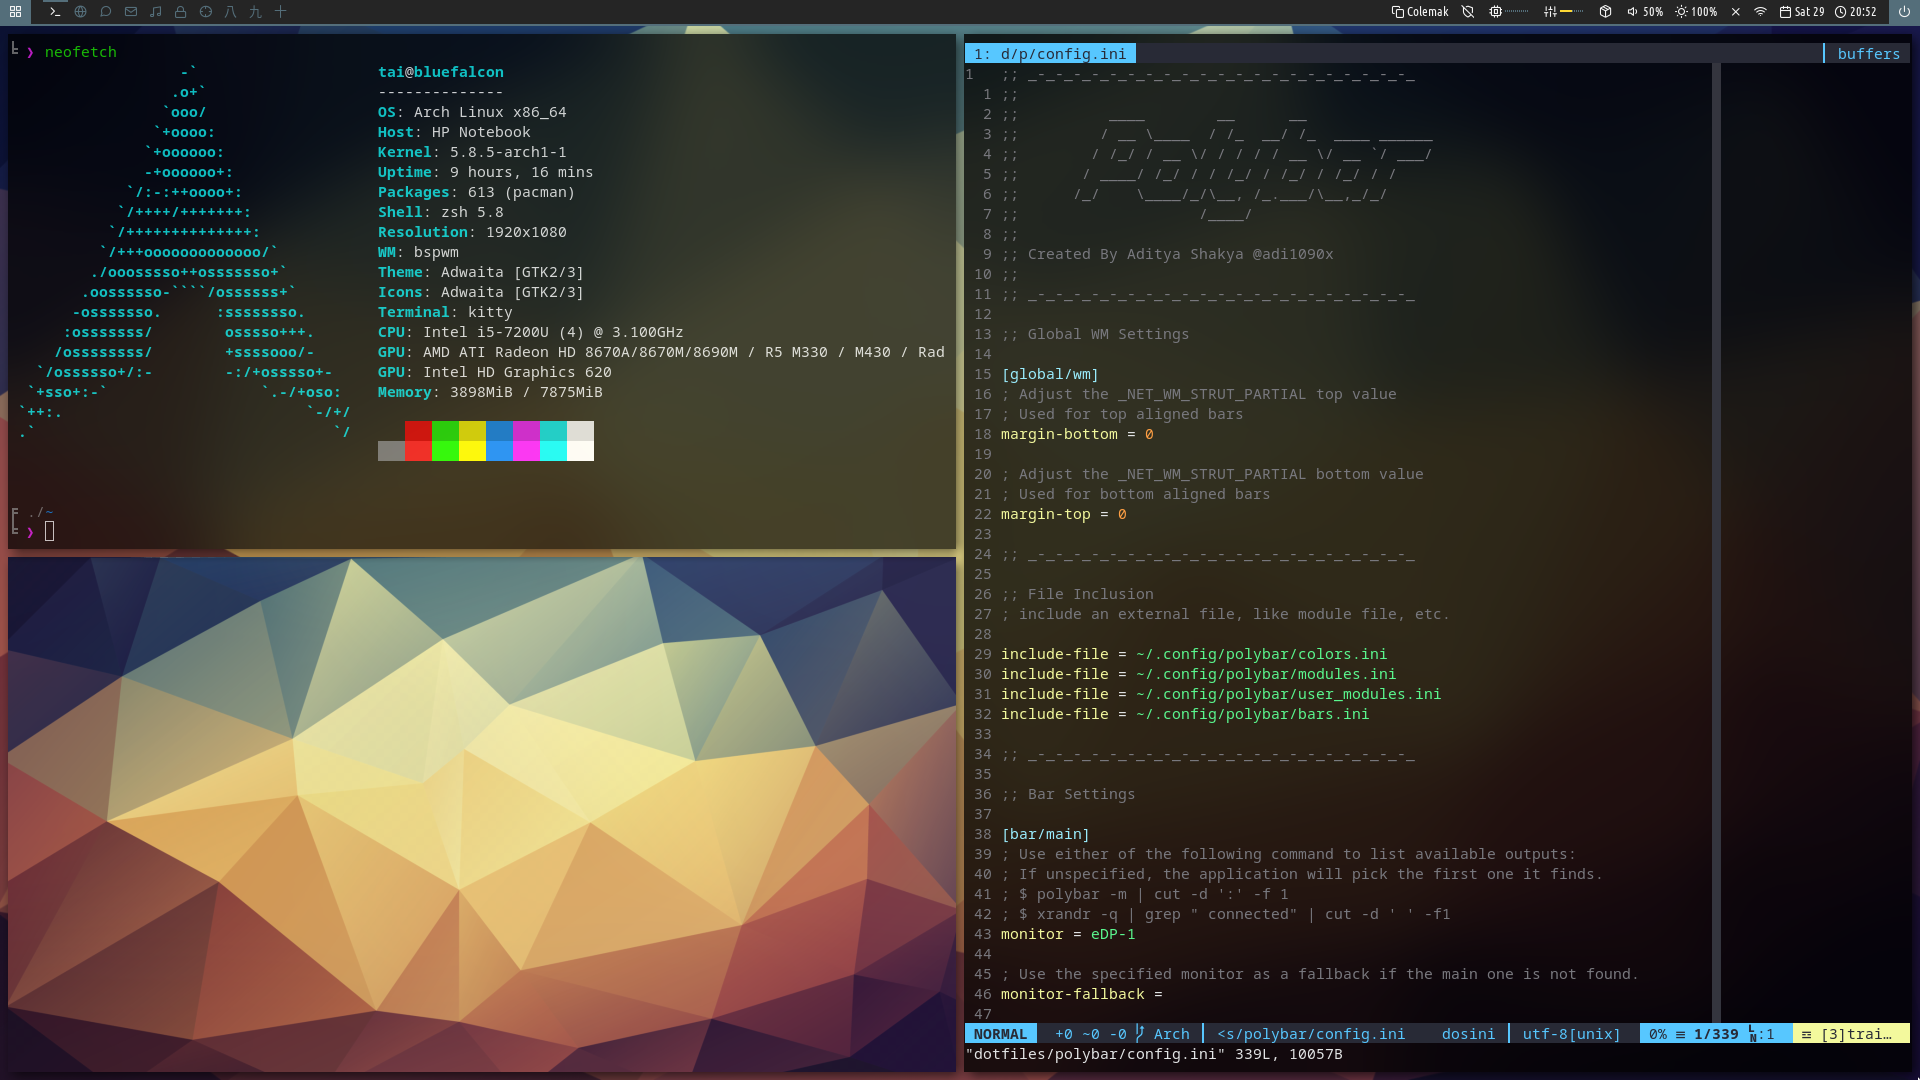 八 九 十 Colemak 50% 100% Sat 29 20:52
❯ neofetch
tai@bluefalcon
--------------
OS: Arch Linux x86_64
Host: HP Notebook
Kernel: 5.8.5-arch1-1
Uptime: 9 hours, 16 mins
Packages: 613 (pacman)
Shell: zsh 5.8
Resolution: 1920x1080
WM: bspwm
Theme: Adwaita [GTK2/3]
Icons: Adwaita [GTK2/3]
Terminal: kitty
CPU: Intel i5-7200U (4) @ 3.100GHz
GPU: AMD ATI Radeon HD 8670A/8670M/8690M / R5 M330 / M430 / Rad
GPU: Intel HD Graphics 620
Memory: 3898MiB / 7875MiB
./~
❯
1: d/p/config.ini buffers
1 ;; _-_-_-_-_-_-_-_-_-_-_-_-_-_-_-_-_-_-_-_-_-_-_
1 ;;
2 ;;
3 ;;
4 ;;
5 ;;
6 ;;
7 ;;
8 ;;
9 ;; Created By Aditya Shakya @adi1090x
10 ;;
11 ;; _-_-_-_-_-_-_-_-_-_-_-_-_-_-_-_-_-_-_-_-_-_-_
12
13 ;; Global WM Settings
14
15 [global/wm]
16 ; Adjust the _NET_WM_STRUT_PARTIAL top value
17 ; Used for top aligned bars
18 margin-bottom = 0
19
20 ; Adjust the _NET_WM_STRUT_PARTIAL bottom value
21 ; Used for bottom aligned bars
22 margin-top = 0
23
24 ;; _-_-_-_-_-_-_-_-_-_-_-_-_-_-_-_-_-_-_-_-_-_-_
25
26 ;; File Inclusion
27 ; include an external file, like module file, etc.
28
29 include-file = ~/.config/polybar/colors.ini
30 include-file = ~/.config/polybar/modules.ini
31 include-file = ~/.config/polybar/user_modules.ini
32 include-file = ~/.config/polybar/bars.ini
33
34 ;; _-_-_-_-_-_-_-_-_-_-_-_-_-_-_-_-_-_-_-_-_-_-_
35
36 ;; Bar Settings
37
38 [bar/main]
39 ; Use either of the following command to list available outputs:
40 ; If unspecified, the application will pick the first one it finds.
41 ; $ polybar -m | cut -d ':' -f 1
42 ; $ xrandr -q | grep " connected" | cut -d ' ' -f1
43 monitor = eDP-1
44
45 ; Use the specified monitor as a fallback if the main one is not found.
46 monitor-fallback =
47
NORMAL +0 ~0 -0 Arch <s/polybar/config.ini dosini utf-8[unix] 0% ≡ 1/339 :1 [3]trai…
"dotfiles/polybar/config.ini" 339L, 10057B